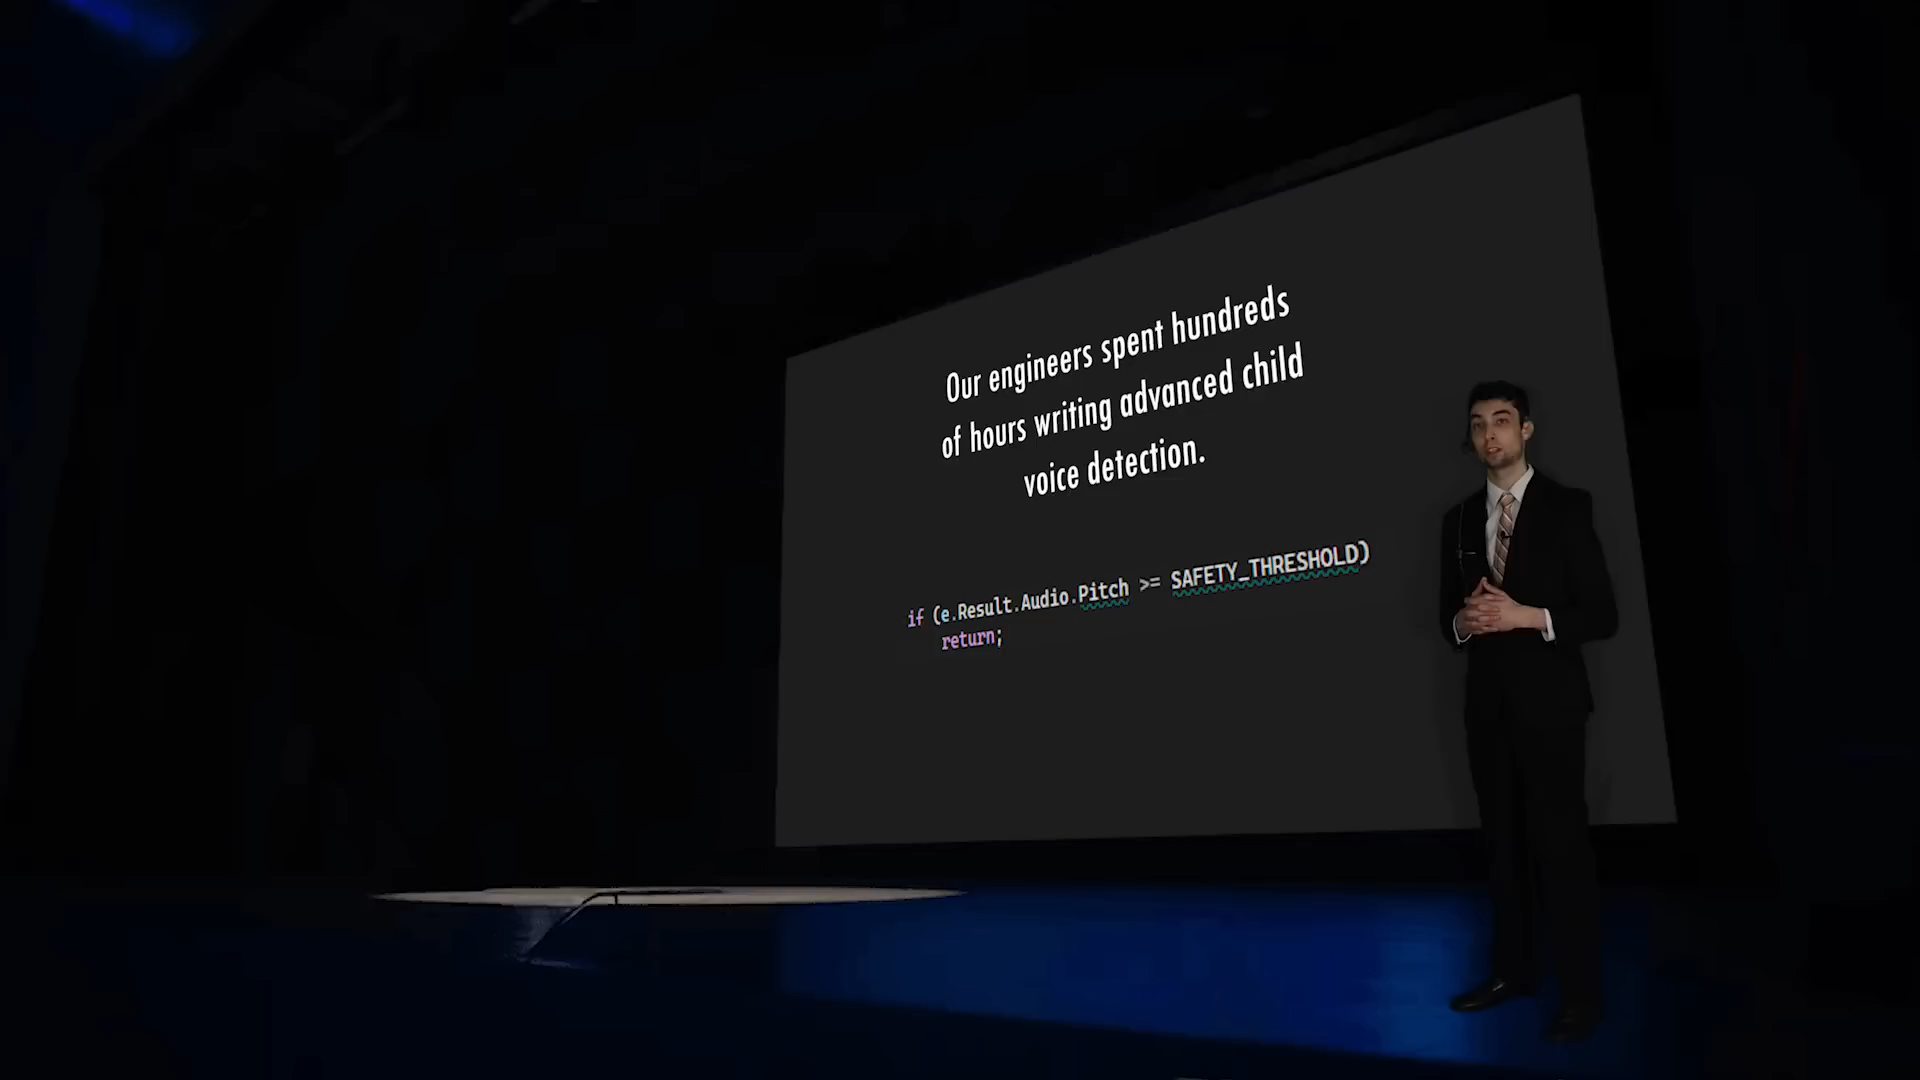 Our engineers spent hundreds
of hours writing advanced child
voice detection.
if (e.Result.Audio.Pitch >= SAFETY_THRESHOLD)
return;